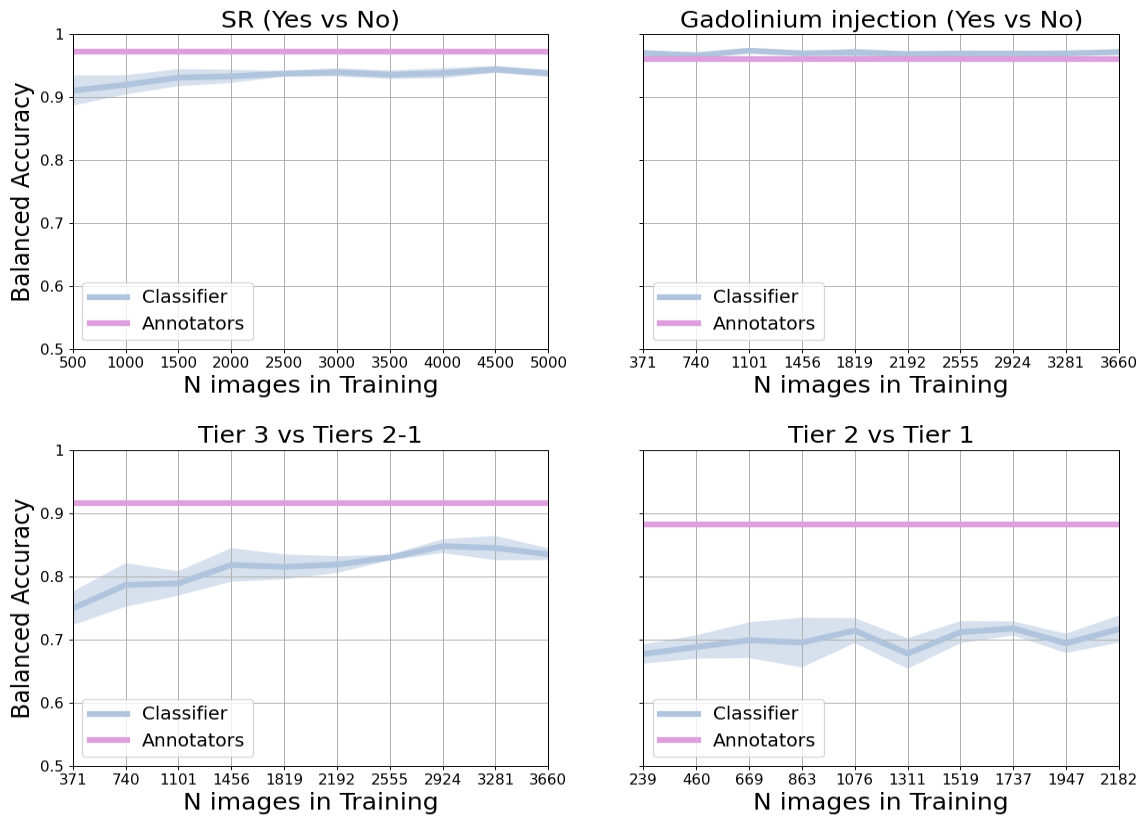 SR (Yes vs No)
1
0.9
0.8
0.7
0.6
0.5
Balanced Accuracy
Classifier
Annotators
500 1000 1500 2000 2500 3000 3500 4000 4500 5000
N images in Training
Gadolinium injection (Yes vs No)
Classifier
Annotators
371 740 1101 1456 1819 2192 2555 2924 3281 3660
N images in Training
Tier 3 vs Tiers 2-1
1
0.9
0.8
0.7
0.6
0.5
Balanced Accuracy
Classifier
Annotators
371 740 1101 1456 1819 2192 2555 2924 3281 3660
N images in Training
Tier 2 vs Tier 1
Classifier
Annotators
239 460 669 863 1076 1311 1519 1737 1947 2182
N images in Training